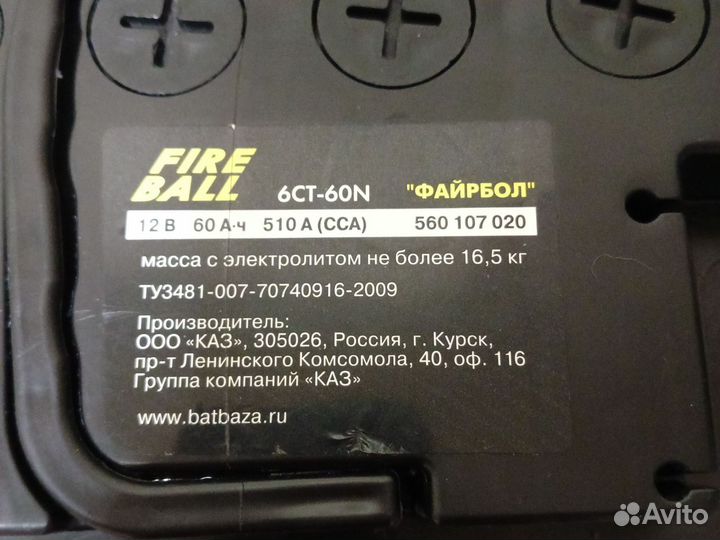 FIRE
BALL
6СТ-60N "ФАЙРБОЛ"
12 В 60 А·ч 510 А (ССА) 560 107 020
масса с электролитом не более 16,5 кг
ТУ3481-007-70740916-2009
Производитель:
ООО «КАЗ», 305026, Россия, г. Курск,
пр-т Ленинского Комсомола, 40, оф. 116
Группа компаний «КАЗ»
www.batbaza.ru
Avito